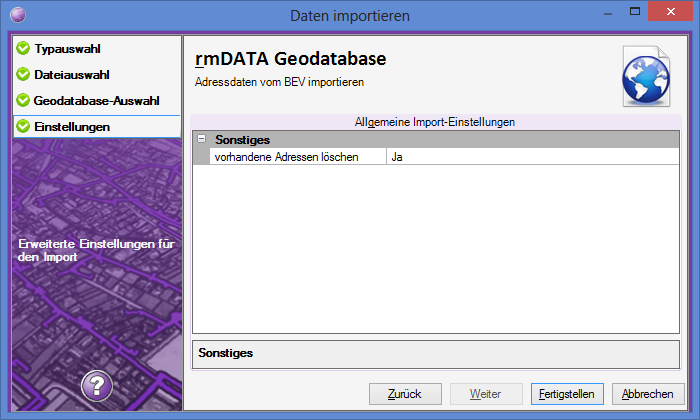 Daten importieren
Typauswahl
Dateiauswahl
Geodatabase-Auswahl
Einstellungen
Erweiterte Einstellungen für
den Import
?
rmDATA Geodatabase
Adressdaten vom BEV importieren
Allgemeine Import-Einstellungen
Sonstiges
vorhandene Adressen löschen Ja
Sonstiges
Zurück Weiter Fertigstellen Abbrechen